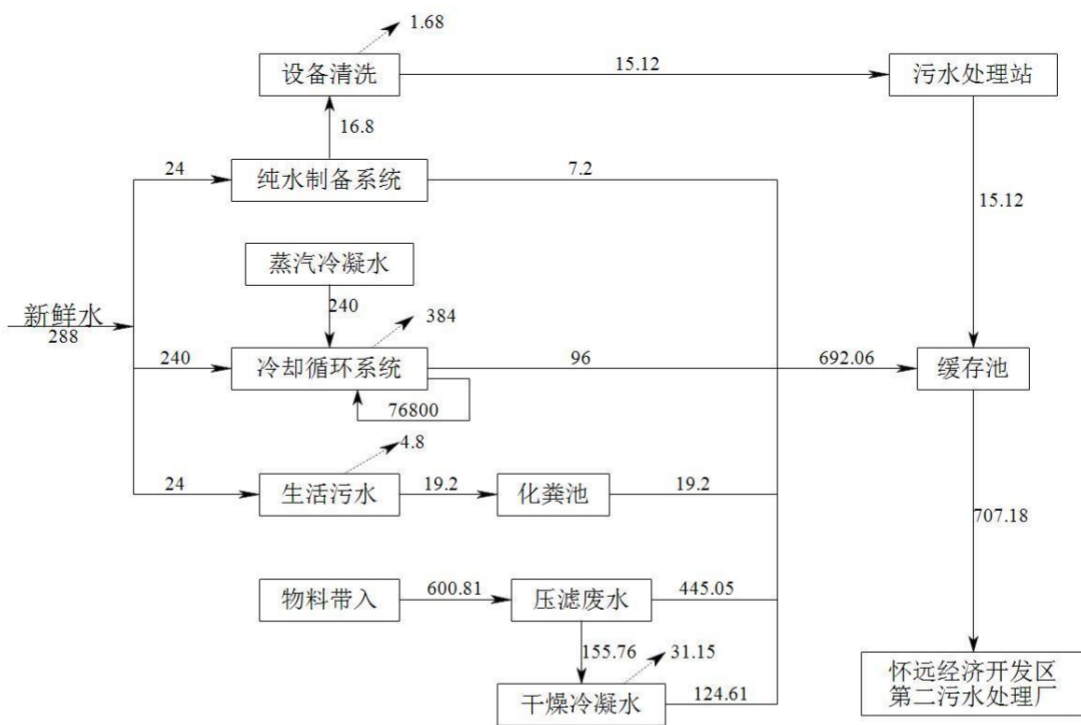 1.68
设备清洗
15.12
污水处理站
16.8
24
纯水制备系统
7.2
15.12
蒸汽冷凝水
新鲜水
288
240
384
240
冷却循环系统
96
692.06
缓存池
76800
4.8
24
生活污水
19.2
化粪池
19.2
707.18
物料带入
600.81
压滤废水
445.05
155.76
31.15
干燥冷凝水
124.61
怀远经济开发区
第二污水处理厂